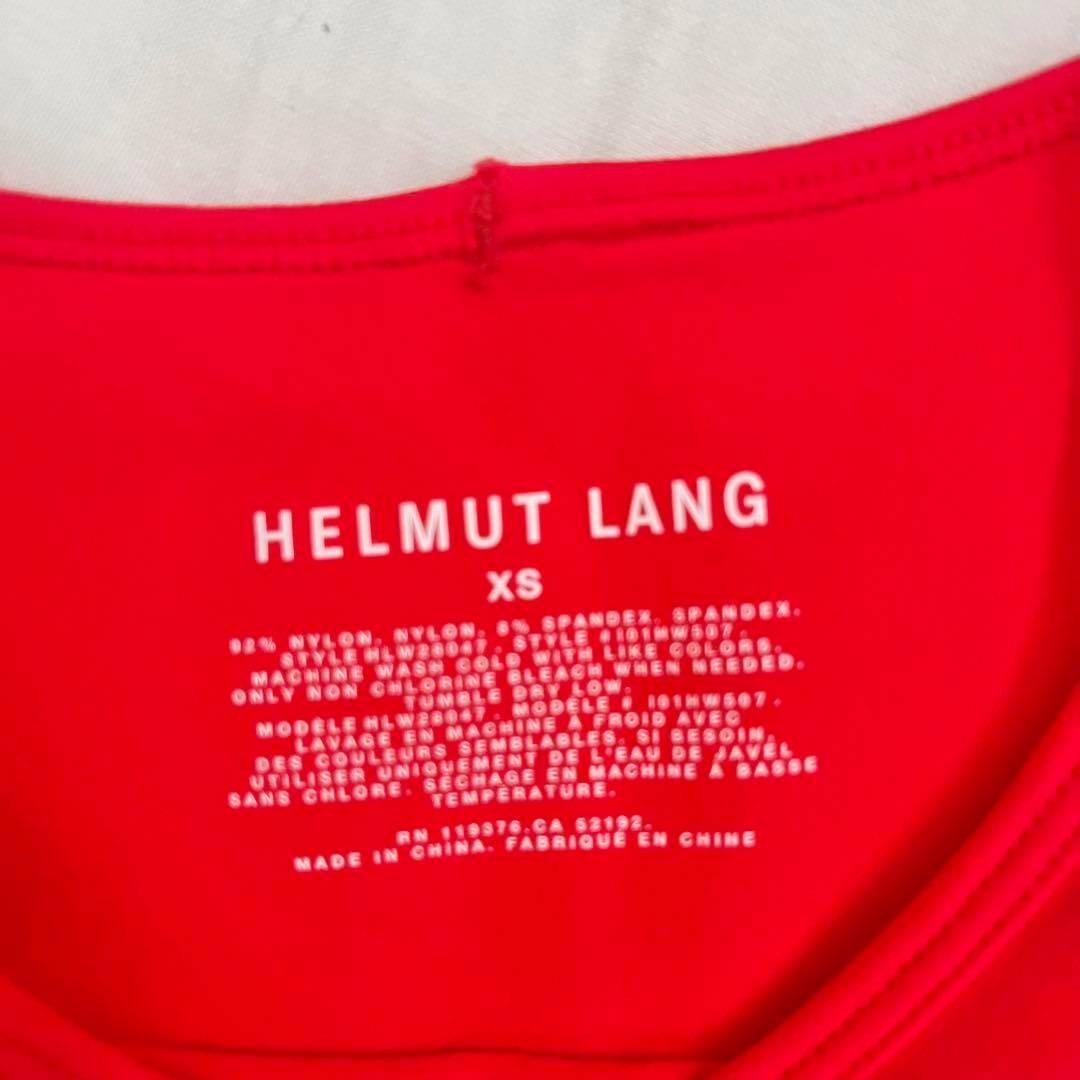 HELMUT LANG
XS
92% NYLON, NYLON. 8% SPANDEX, SPANDEX.
STYLE HLW28047. STYLE # I01HW507.
MACHINE WASH COLD WITH LIKE COLORS.
ONLY NON CHLORINE BLEACH WHEN NEEDED.
TUMBLE DRY LOW.
MODÈLE HLW28047. MODÈLE # I01HW507.
LAVAGE EN MACHINE À FROID AVEC
DES COULEURS SEMBLABLES. SI BESOIN,
UTILISER UNIQUEMENT DE L'EAU DE JAVEL
SANS CHLORE. SÉCHAGE EN MACHINE À BASSE
TEMPÉRATURE.
RN 119376. CA 52192.
MADE IN CHINA. FABRIQUÉ EN CHINE